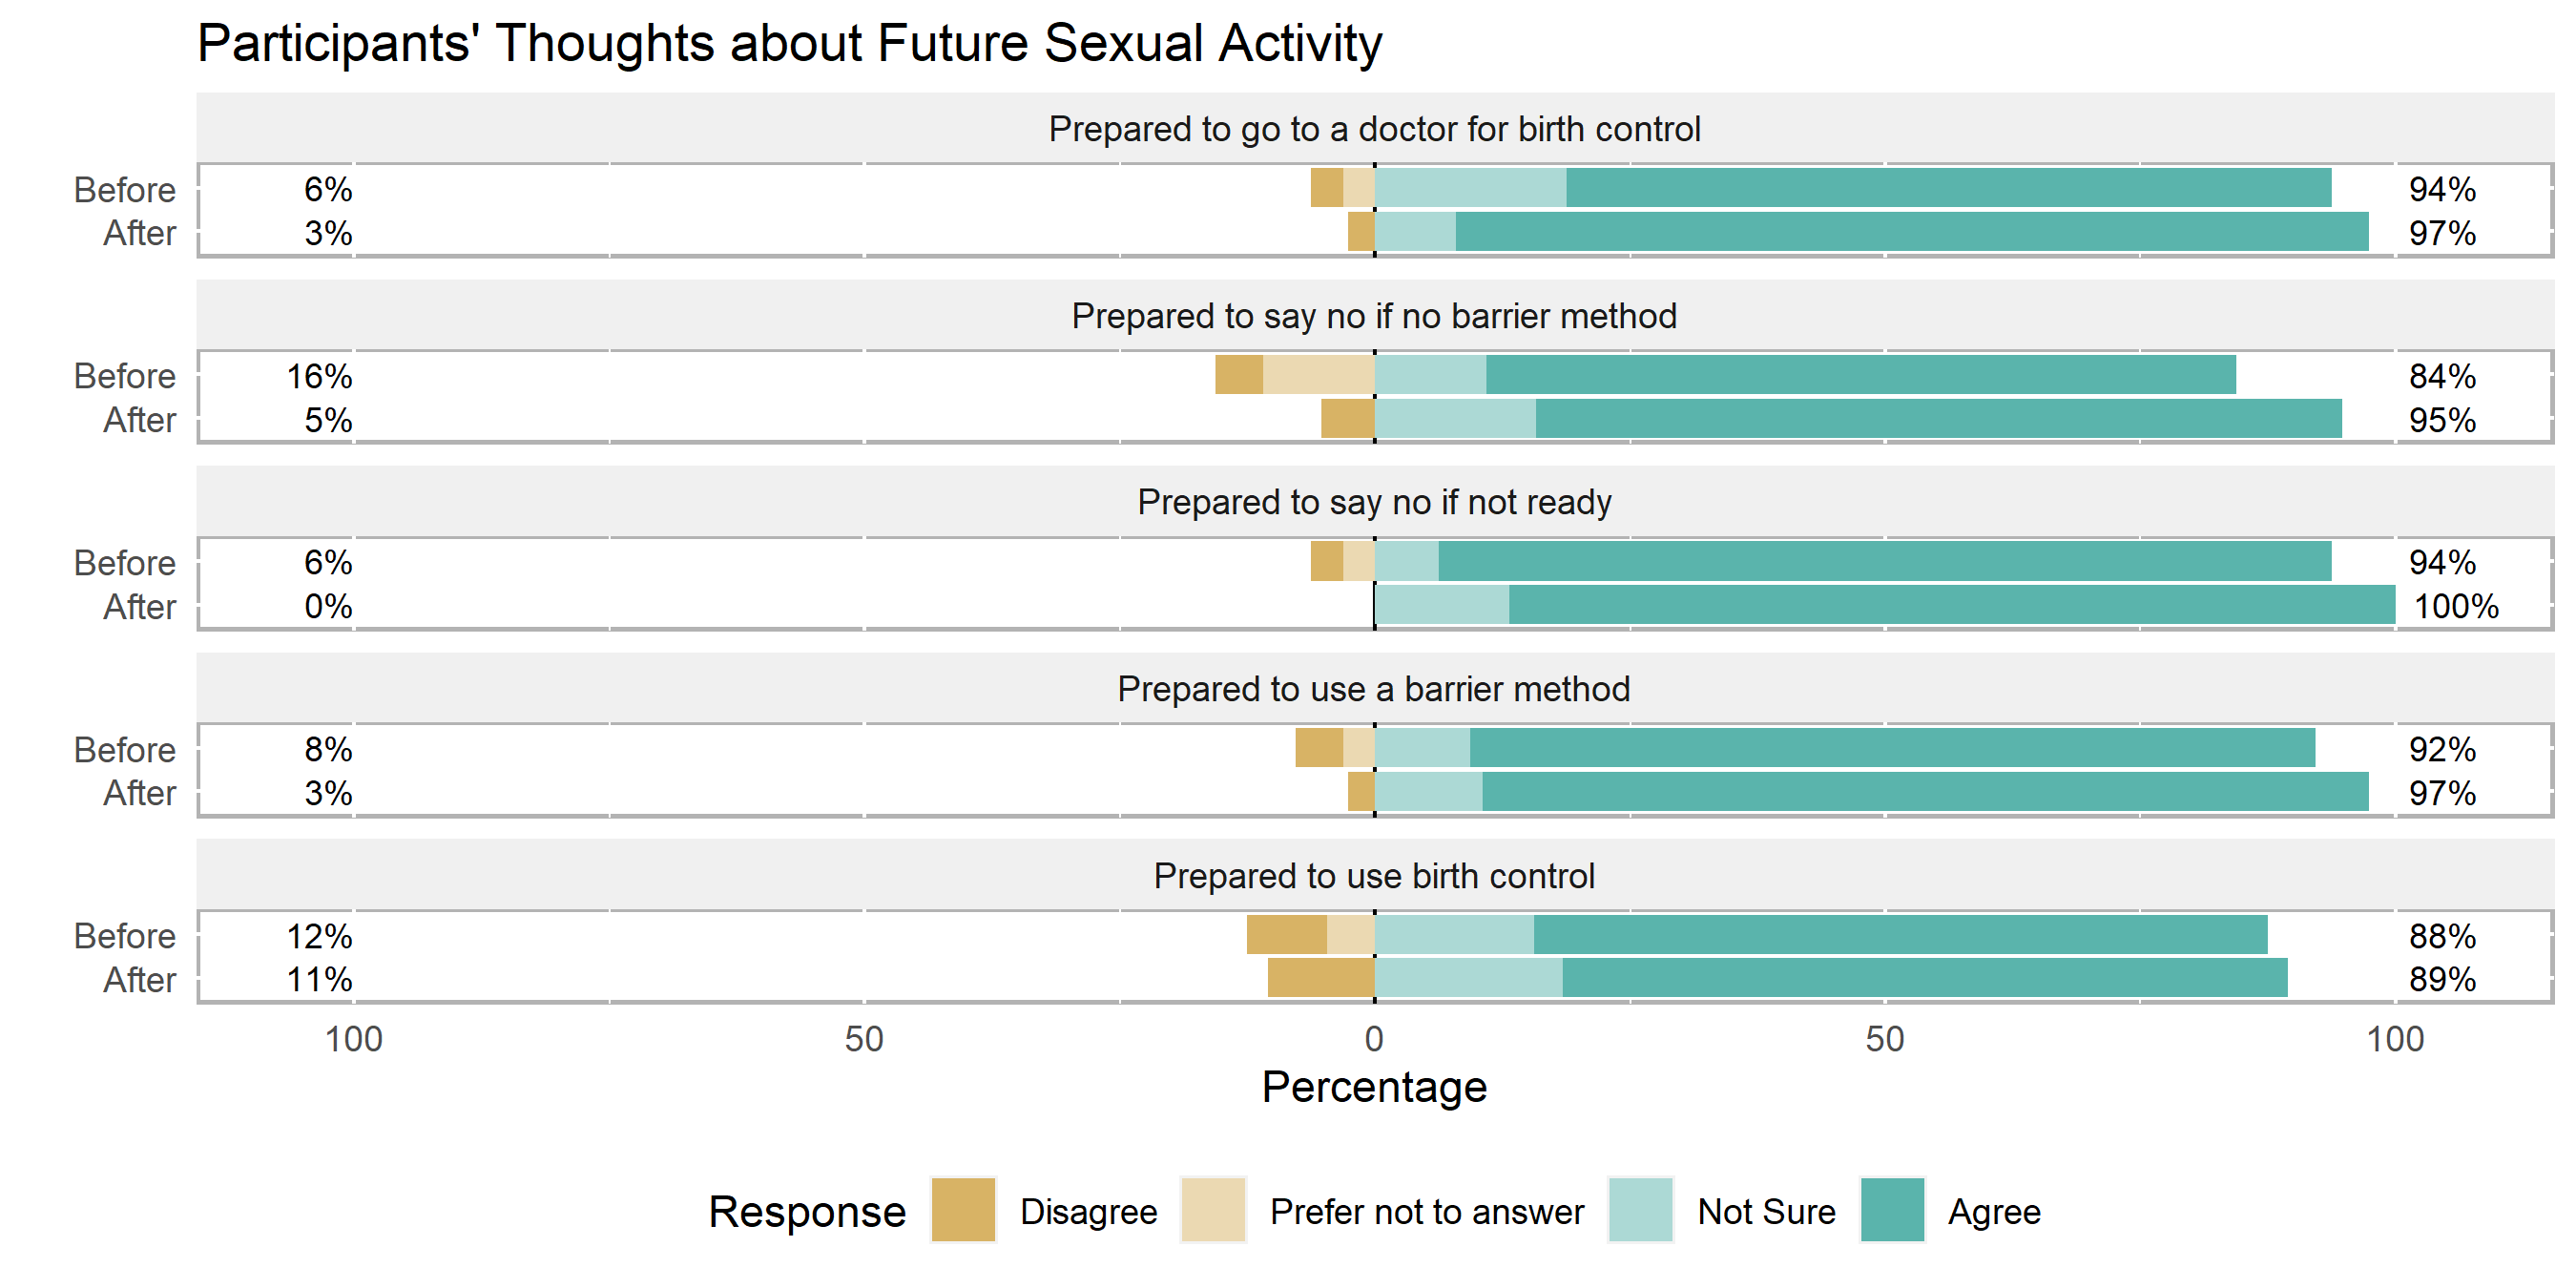 Participants' Thoughts about Future Sexual Activity
Prepared to go to a doctor for birth control
Before 6% 94%
After 3% 97%
Prepared to say no if no barrier method
Before 16% 84%
After 5% 95%
Prepared to say no if not ready
Before 6% 94%
After 0% 100%
Prepared to use a barrier method
Before 8% 92%
After 3% 97%
Prepared to use birth control
Before 12% 88%
After 11% 89%
100 50 0 50 100
Percentage
Response Disagree Prefer not to answer Not Sure Agree